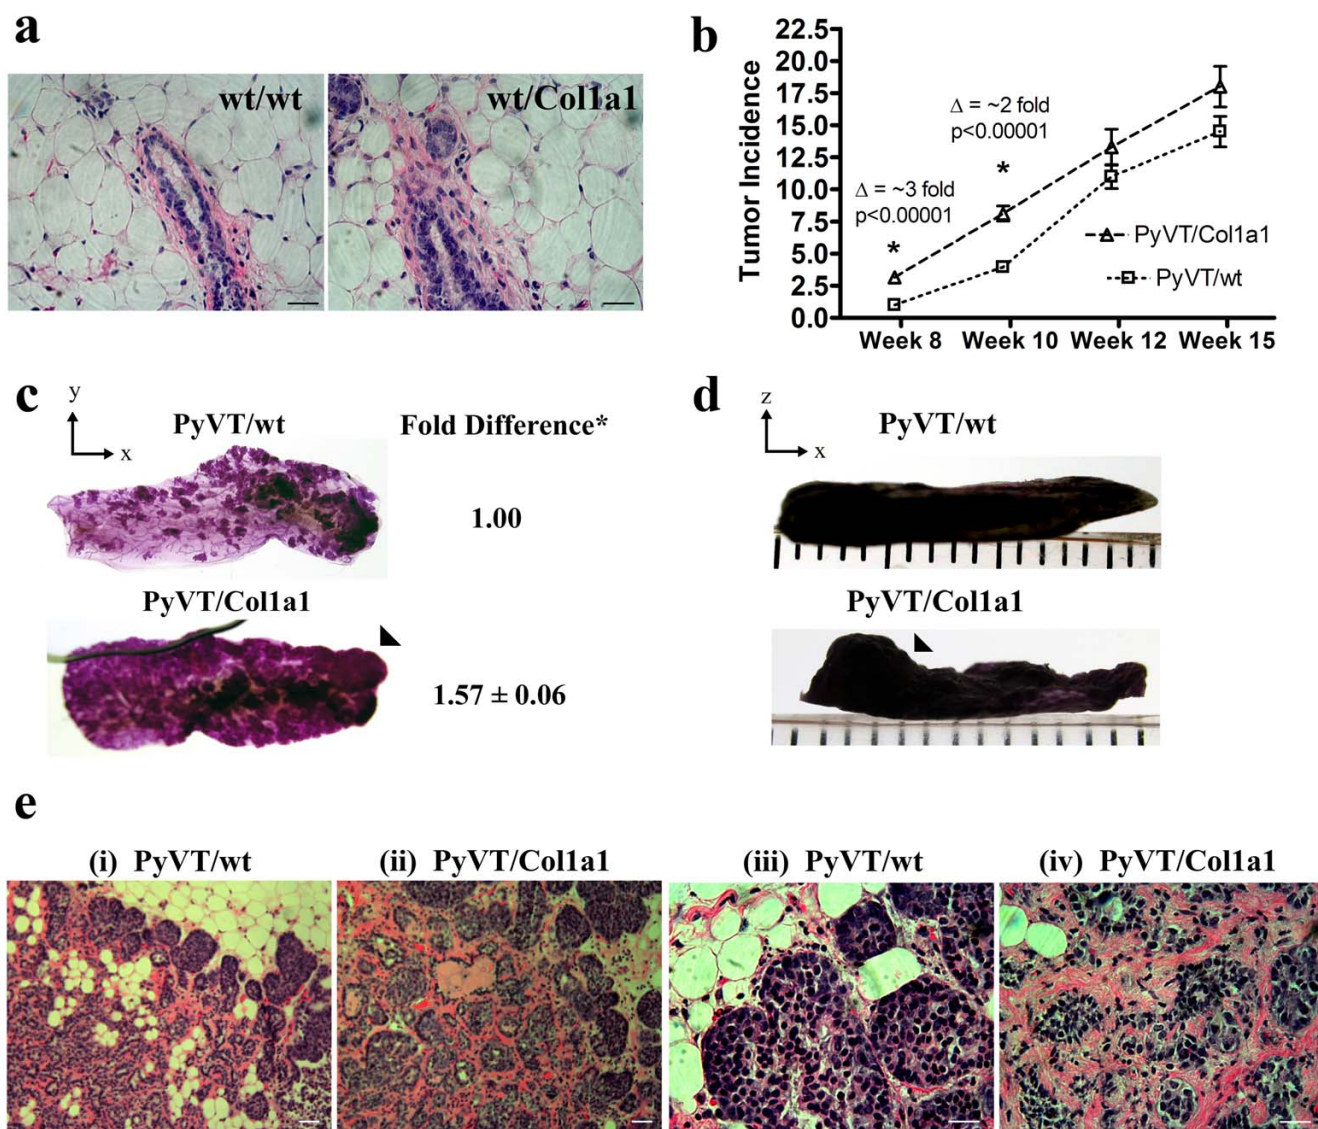 a
wt/wt
wt/Col1a1
b
22.5
20.0
17.5
15.0
12.5
10.0
7.5
5.0
2.5
0.0
Tumor Incidence
Δ = ~3 fold
p<0.00001
*
Δ = ~2 fold
p<0.00001
*
PyVT/Col1a1
PyVT/wt
Week 8 Week 10 Week 12 Week 15
c
y
x
PyVT/wt
Fold Difference*
1.00
PyVT/Col1a1
1.57 ± 0.06
d
z
x
PyVT/wt
PyVT/Col1a1
e
(i) PyVT/wt
(ii) PyVT/Col1a1
(iii) PyVT/wt
(iv) PyVT/Col1a1